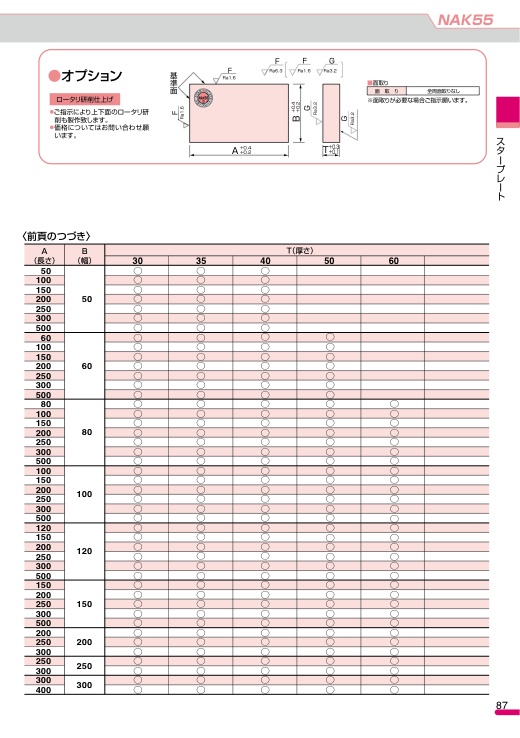 NAK55
●オプション
ロータリ研削仕上げ
●ご指示により上下面のロータリ研
削も製作致します。
●価格についてはお問い合わせ願
います。
基準面
F
Ra1.6
F
Ra6.3
F
Ra1.6
G
Ra3.2
F
Ra1.6
A +0.4 +0.2
B +0.4 +0.2
G
Ra3.2
G
Ra3.2
T +0.3 +0.1
■面取り
面 取 り 全周面取りなし
※面取りが必要な場合ご指示願います。
スタープレート
〈前頁のつづき〉
A（長さ） B（幅） T（厚さ）
30 35 40 50 60
50 ○ ○ ○
100 ○ ○ ○
150 ○ ○ ○
200 50 ○ ○ ○
250 ○ ○ ○
300 ○ ○ ○
500 ○ ○ ○
60 ○ ○ ○ ○
100 ○ ○ ○ ○
150 ○ ○ ○ ○
200 60 ○ ○ ○ ○
250 ○ ○ ○ ○
300 ○ ○ ○ ○
500 ○ ○ ○ ○
80 ○ ○ ○ ○ ○
100 ○ ○ ○ ○ ○
150 ○ ○ ○ ○ ○
200 80 ○ ○ ○ ○ ○
250 ○ ○ ○ ○ ○
300 ○ ○ ○ ○ ○
500 ○ ○ ○ ○ ○
100 ○ ○ ○ ○ ○
150 ○ ○ ○ ○ ○
200 100 ○ ○ ○ ○ ○
250 ○ ○ ○ ○ ○
300 ○ ○ ○ ○ ○
500 ○ ○ ○ ○ ○
120 ○ ○ ○ ○ ○
150 ○ ○ ○ ○ ○
200 120 ○ ○ ○ ○ ○
250 ○ ○ ○ ○ ○
300 ○ ○ ○ ○ ○
500 ○ ○ ○ ○ ○
150 ○ ○ ○ ○ ○
200 ○ ○ ○ ○ ○
250 150 ○ ○ ○ ○ ○
300 ○ ○ ○ ○ ○
500 ○ ○ ○ ○ ○
200 ○ ○ ○ ○ ○
250 200 ○ ○ ○ ○ ○
300 ○ ○ ○ ○ ○
250 250 ○ ○ ○ ○ ○
300 ○ ○ ○ ○ ○
300 300 ○ ○ ○ ○ ○
400 ○ ○ ○ ○ ○
87